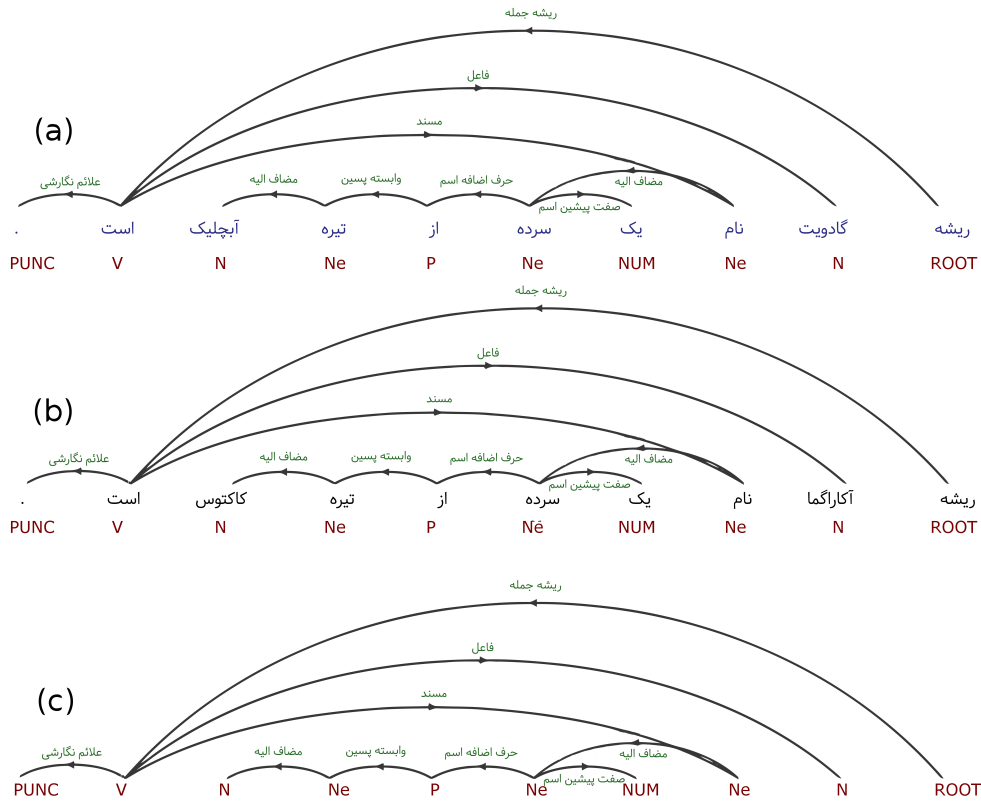 ریشه جمله
فاعل
مسند
(a)
علائم نگارشی
مضاف الیه
وابسته پسین
حرف اضافه اسم
صفت پیشین اسم
مضاف الیه
ریشه گادویت نام یک سرده از تیره آبچلیک است .
PUNC V N Ne P Ne NUM Ne N ROOT
ریشه جمله
فاعل
مسند
(b)
علائم نگارشی
مضاف الیه
وابسته پسین
حرف اضافه اسم
صفت پیشین اسم
مضاف الیه
ریشه آکاراگما نام یک سرده از تیره کاکتوس است .
PUNC V N Ne P Né NUM Ne N ROOT
ریشه جمله
فاعل
مسند
(c)
علائم نگارشی
مضاف الیه
وابسته پسین
حرف اضافه اسم
صفت پیشین اسم
مضاف الیه
PUNC V N Ne P Ne NUM Ne N ROOT